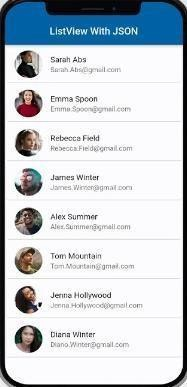 ListView With JSON
Sarah Abs
Sarah.Abs@gmail.com
Emma Spoon
Emma.Spoon@gmail.com
Rebecca Field
Rebecca.Field@gmail.com
James Winter
James.Winter@gmail.com
Alex Summer
Alex.Summer@gmail.com
Tom Mountain
Tom.Mountain@gmail.com
Jenna Hollywood
Jenna.Hollywood@gmail.com
Diana Winter
Diana.Winter@gmail.com